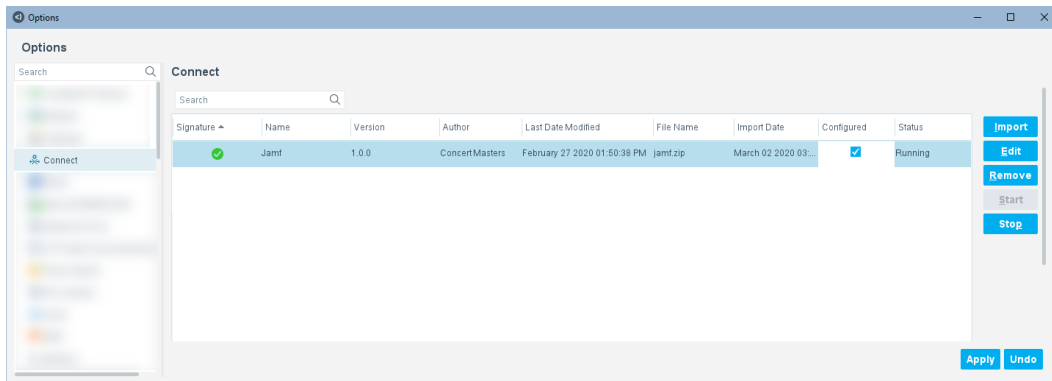 Options
Options
Search
Connect
Connect
Search
Signature Name Version Author Last Date Modified File Name Import Date Configured Status
Jamf 1.0.0 ConcertMasters February 27 2020 01:50:38 PM jamf.zip March 02 2020 03:... Running
Import
Edit
Remove
Start
Stop
Apply Undo